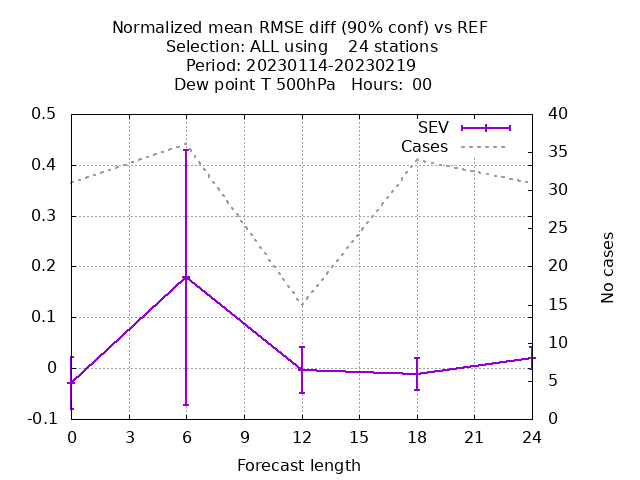 Normalized mean RMSE diff (90% conf) vs REF
Selection: ALL using    24 stations
Period: 20230114-20230219
Dew point T 500hPa   Hours: 00
SEV
Cases
0.5
0.4
0.3
0.2
0.1
0
-0.1
40
35
30
25
20
15
10
5
0
No cases
0 3 6 9 12 15 18 21 24
Forecast length